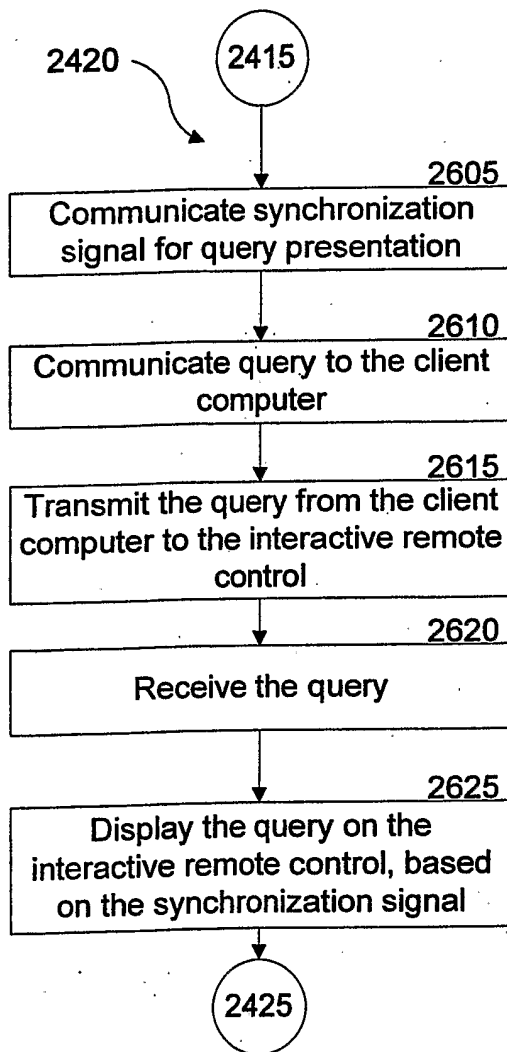 2420
2415
2605
Communicate synchronization
signal for query presentation
2610
Communicate query to the client
computer
2615
Transmit the query from the client
computer to the interactive remote
control
2620
Receive the query
2625
Display the query on the
interactive remote control, based
on the synchronization signal
2425